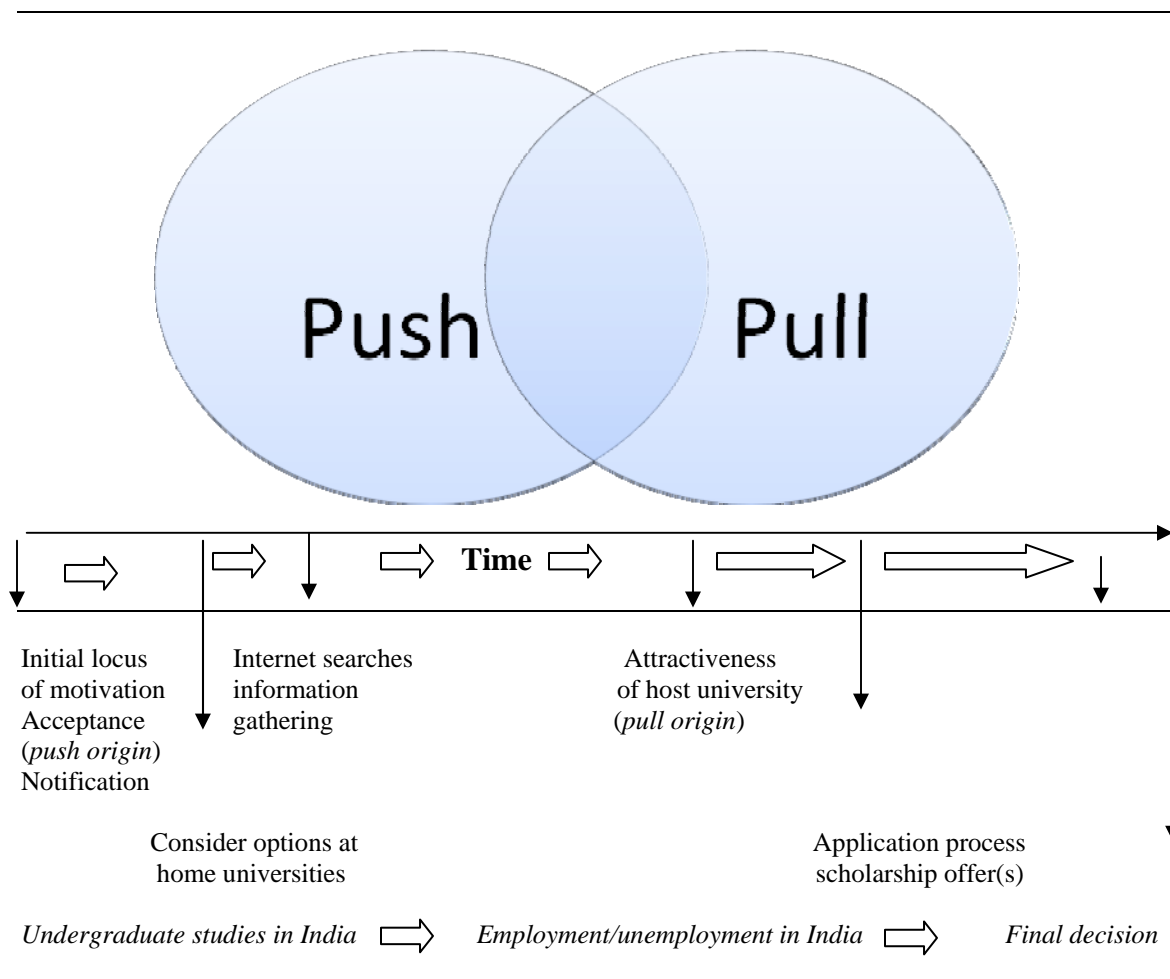 Push
Pull
Time
Initial locus
of motivation
Acceptance
(push origin)
Notification
Internet searches
information
gathering
Attractiveness
of host university
(pull origin)
Consider options at
home universities
Application process
scholarship offer(s)
Undergraduate studies in India
Employment/unemployment in India
Final decision